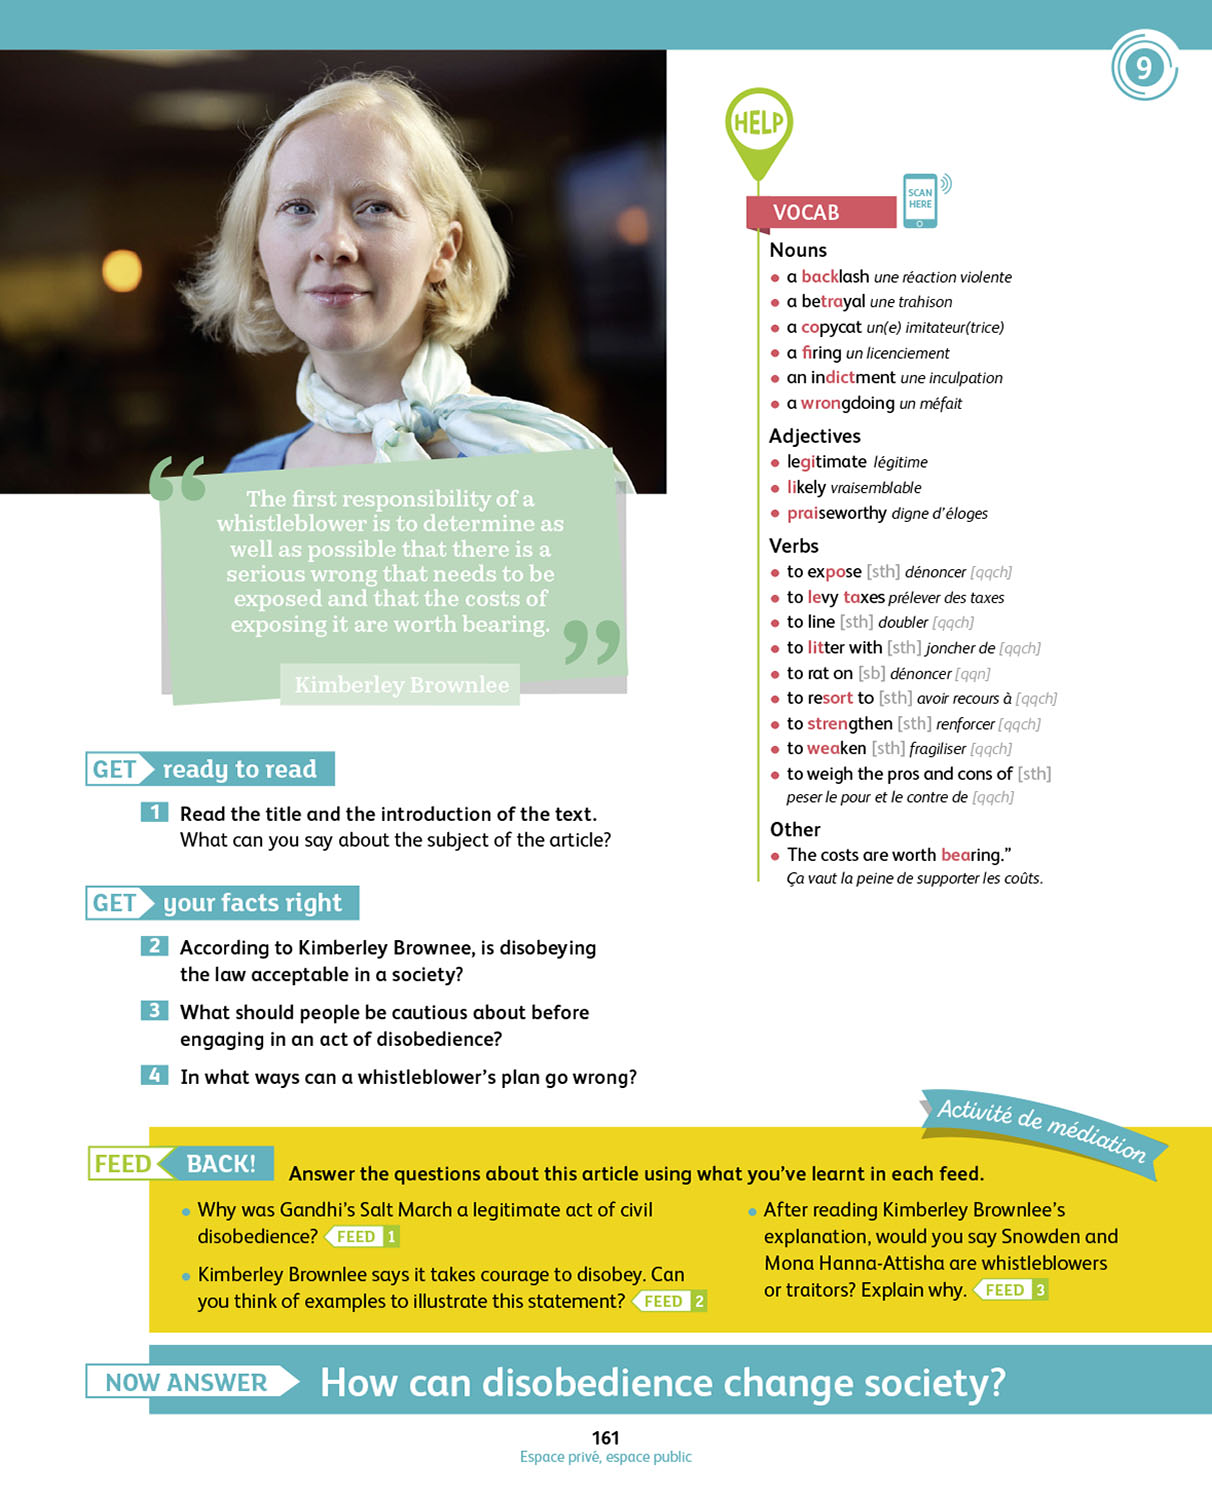 9
HELP
SCAN
HERE
VOCAB
Nouns
• a backlash une réaction violente
• a betrayal une trahison
• a copycat un(e) imitateur(trice)
• a firing un licenciement
• an indictment une inculpation
• a wrongdoing un méfait
Adjectives
• legitimate légitime
• likely vraisemblable
• praiseworthy digne d’éloges
Verbs
• to expose [sth] dénoncer [qqch]
• to levy taxes prélever des taxes
• to line [sth] doubler [qqch]
• to litter with [sth] joncher de [qqch]
• to rat on [sb] dénoncer [qqn]
• to resort to [sth] avoir recours à [qqch]
• to strengthen [sth] renforcer [qqch]
• to weaken [sth] fragiliser [qqch]
• to weigh the pros and cons of [sth]
peser le pour et le contre de [qqch]
Other
• The costs are worth bearing.”
Ça vaut la peine de supporter les coûts.
“
The first responsibility of a
whistleblower is to determine as
well as possible that there is a
serious wrong that needs to be
exposed and that the costs of
exposing it are worth bearing.
”
Kimberley Brownlee
GET ready to read
1 Read the title and the introduction of the text.
What can you say about the subject of the article?
GET your facts right
2 According to Kimberley Brownee, is disobeying
the law acceptable in a society?
3 What should people be cautious about before
engaging in an act of disobedience?
4 In what ways can a whistleblower’s plan go wrong?
Activité de médiation
FEED BACK!
Answer the questions about this article using what you’ve learnt in each feed.
• Why was Gandhi’s Salt March a legitimate act of civil
disobedience? FEED 1
• Kimberley Brownlee says it takes courage to disobey. Can
you think of examples to illustrate this statement? FEED 2
• After reading Kimberley Brownlee’s
explanation, would you say Snowden and
Mona Hanna-Attisha are whistleblowers
or traitors? Explain why. FEED 3
NOW ANSWER How can disobedience change society?
161
Espace privé, espace public